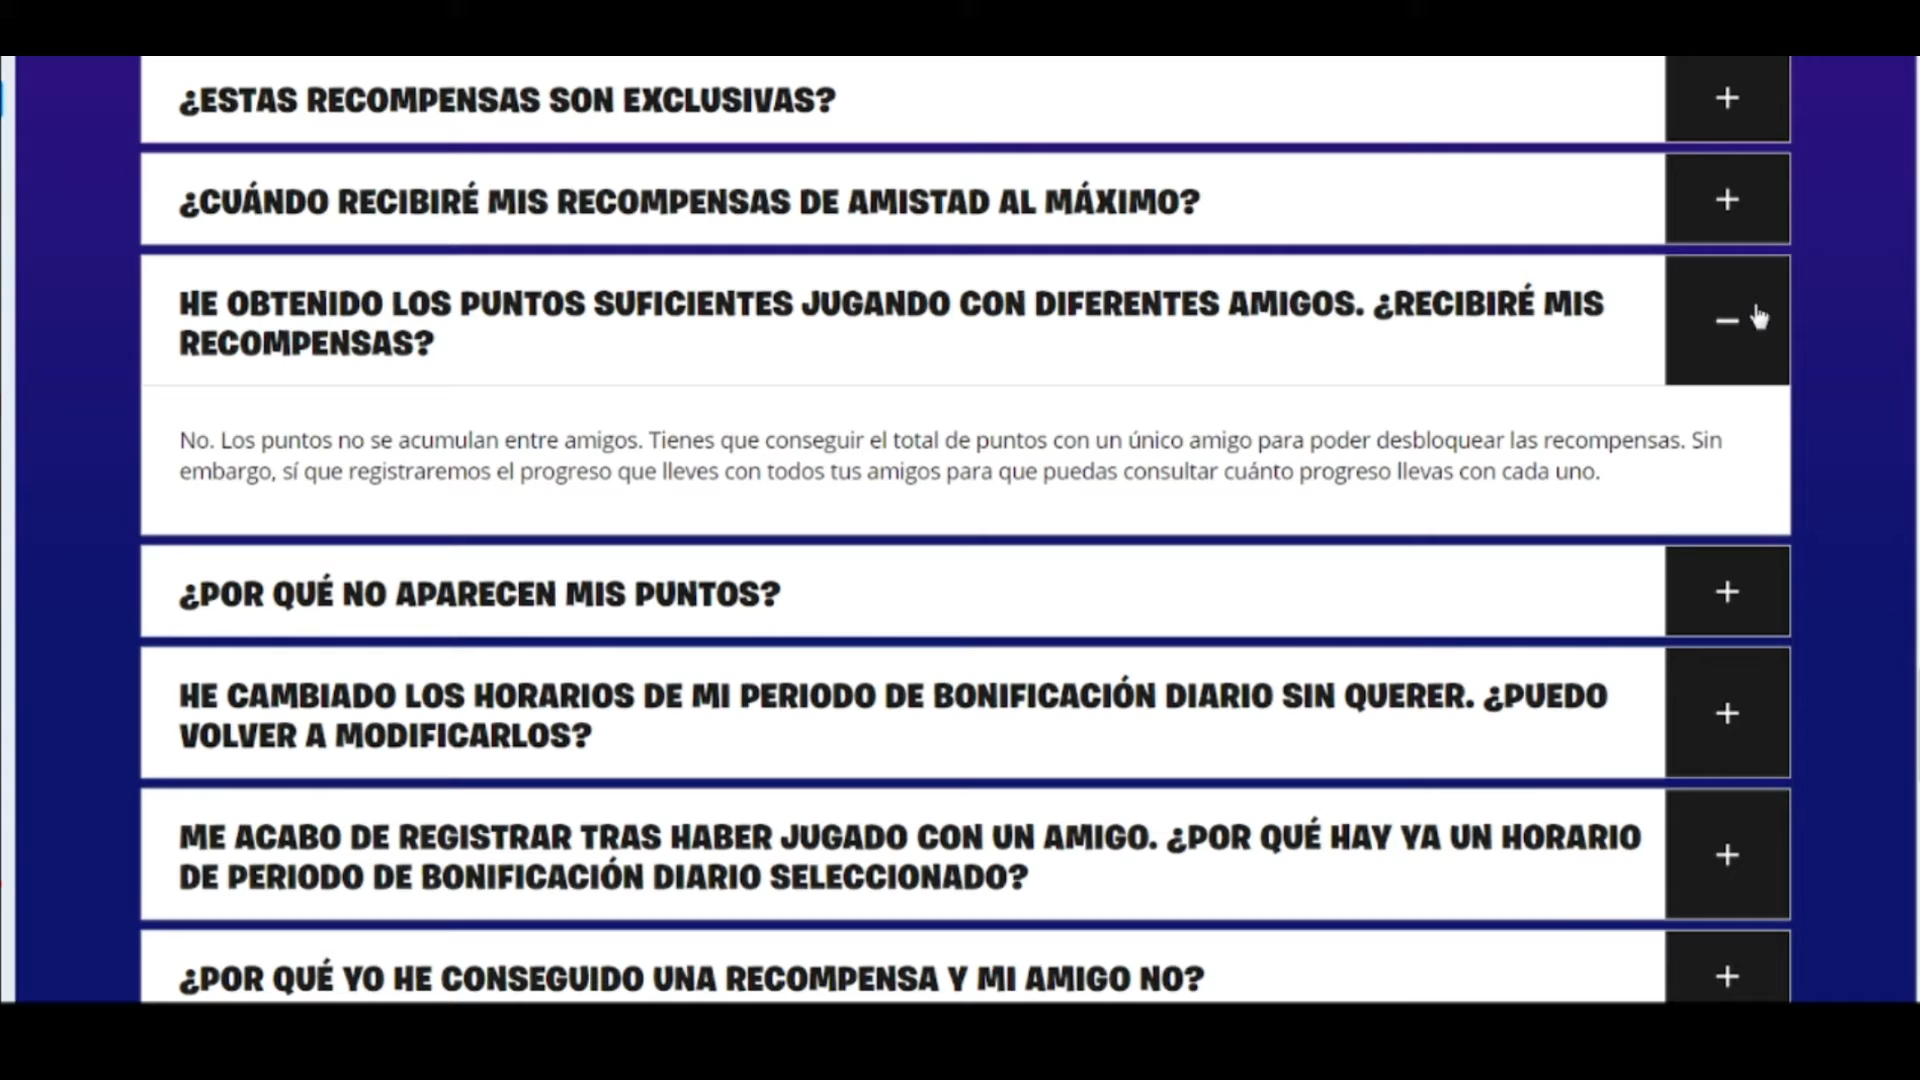 ¿ESTAS RECOMPENSAS SON EXCLUSIVAS?
¿CUÁNDO RECIBIRÉ MIS RECOMPENSAS DE AMISTAD AL MÁXIMO?
HE OBTENIDO LOS PUNTOS SUFICIENTES JUGANDO CON DIFERENTES AMIGOS. ¿RECIBIRÉ MIS
RECOMPENSAS?
No. Los puntos no se acumulan entre amigos. Tienes que conseguir el total de puntos con un único amigo para poder desbloquear las recompensas. Sin
embargo, sí que registraremos el progreso que lleves con todos tus amigos para que puedas consultar cuánto progreso llevas con cada uno.
¿POR QUÉ NO APARECEN MIS PUNTOS?
HE CAMBIADO LOS HORARIOS DE MI PERIODO DE BONIFICACIÓN DIARIO SIN QUERER. ¿PUEDO
VOLVER A MODIFICARLOS?
ME ACABO DE REGISTRAR TRAS HABER JUGADO CON UN AMIGO. ¿POR QUÉ HAY YA UN HORARIO
DE PERIODO DE BONIFICACIÓN DIARIO SELECCIONADO?
¿POR QUÉ YO HE CONSEGUIDO UNA RECOMPENSA Y MI AMIGO NO?